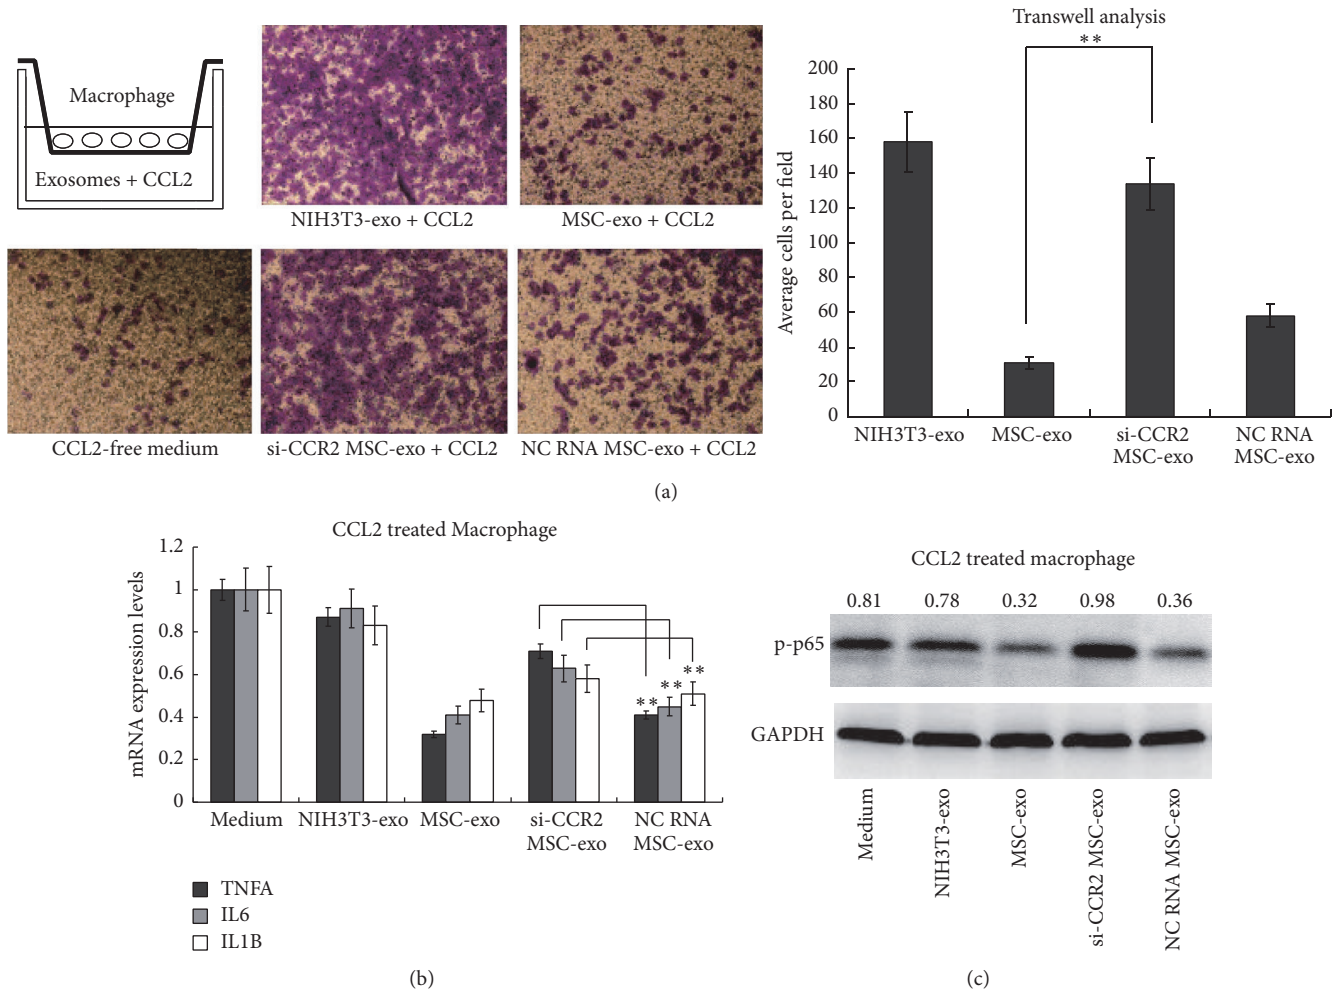 Macrophage
Exosomes + CCL2
NIH3T3-exo + CCL2
MSC-exo + CCL2
CCL2-free medium
si-CCR2 MSC-exo + CCL2
NC RNA MSC-exo + CCL2
Transwell analysis
**
Average cells per field
200
180
160
140
120
100
80
60
40
20
0
NIH3T3-exo
MSC-exo
si-CCR2
MSC-exo
NC RNA
MSC-exo
(a)
CCL2 treated Macrophage
mRNA expression levels
1.2
1
0.8
0.6
0.4
0.2
0
** ** **
Medium
NIH3T3-exo
MSC-exo
si-CCR2
MSC-exo
NC RNA
MSC-exo
TNFA
IL6
IL1B
(b)
CCL2 treated macrophage
0.81 0.78 0.32 0.98 0.36
p-p65
GAPDH
Medium
NIH3T3-exo
MSC-exo
si-CCR2 MSC-exo
NC RNA MSC-exo
(c)